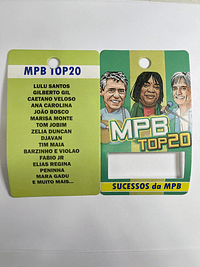 MPB TOP20
LULU SANTOS
GILBERTO GIL
CAETANO VELOSO
ANA CAROLINA
JOÃO BOSCO
MARISA MONTE
TOM JOBIM
ZELIA DUNCAN
DJAVAN
TIM MAIA
BARZINHO E VIOLAO
FABIO JR
ELIAS REGINA
PENINHA
MARA GADU
E MUITO MAIS...
MPB
TOP20
SUCESSOS da MPB